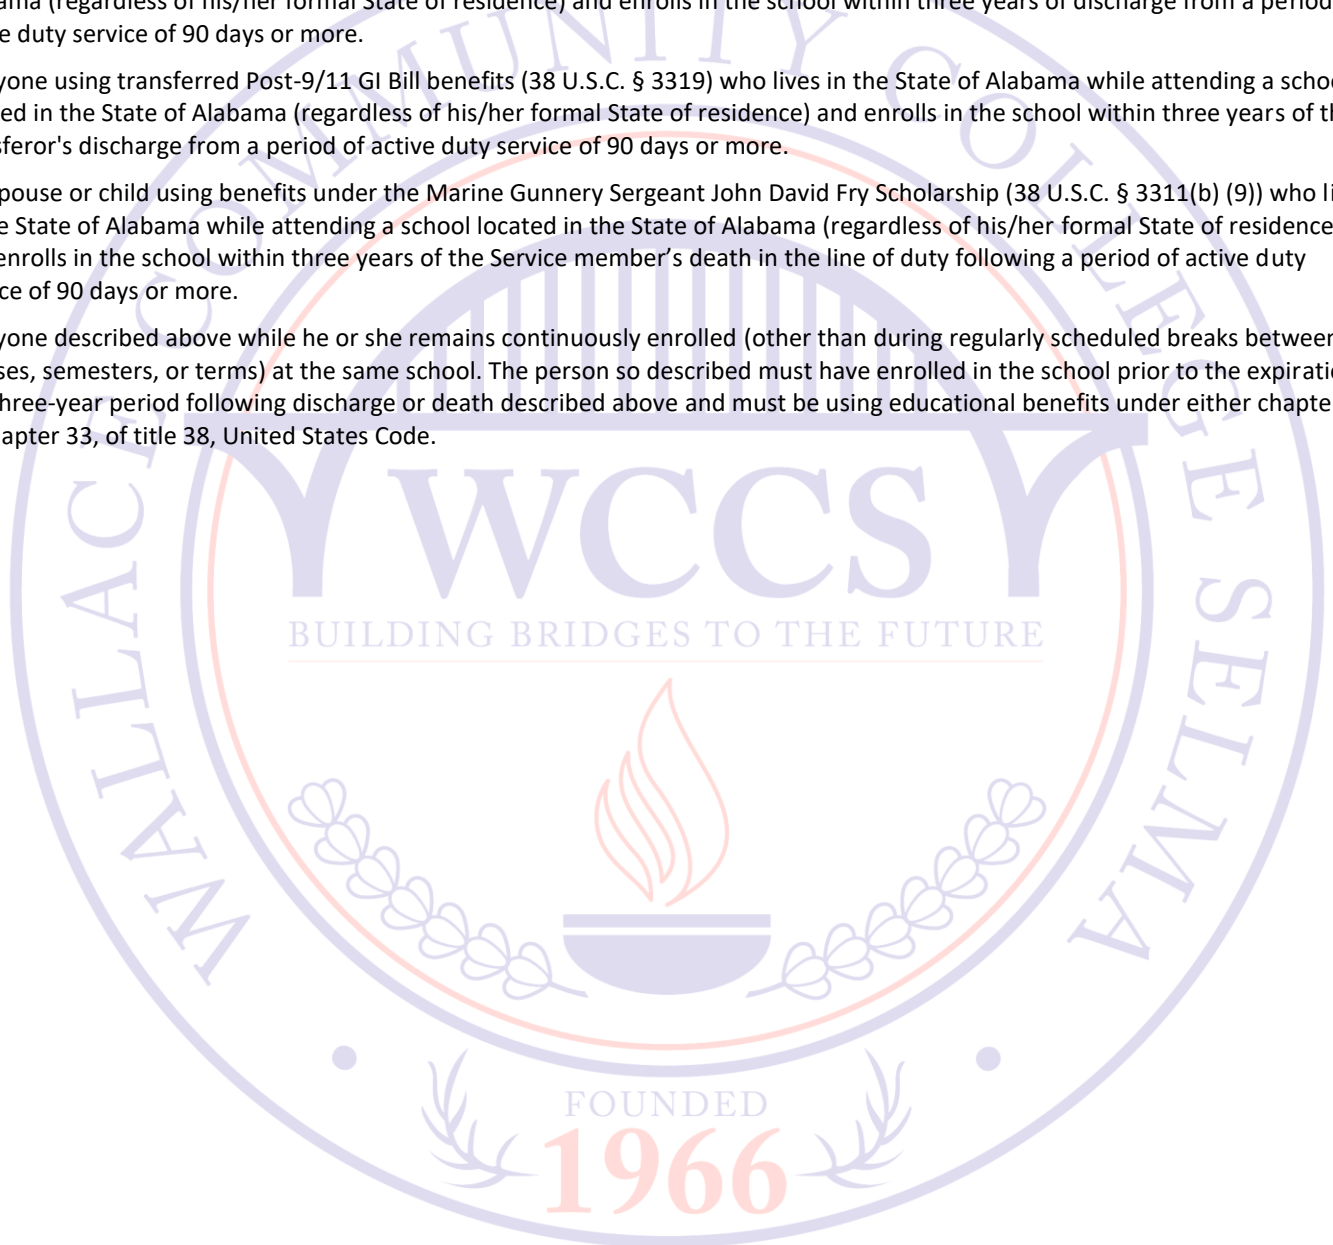 ama (regardless of his/her formal State of residence) and enrolls in the school within three years of discharge from a period
e duty service of 90 days or more.
yone using transferred Post-9/11 GI Bill benefits (38 U.S.C. § 3319) who lives in the State of Alabama while attending a schoo
ed in the State of Alabama (regardless of his/her formal State of residence) and enrolls in the school within three years of th
sferor's discharge from a period of active duty service of 90 days or more.
pouse or child using benefits under the Marine Gunnery Sergeant John David Fry Scholarship (38 U.S.C. § 3311(b) (9)) who li
e State of Alabama while attending a school located in the State of Alabama (regardless of his/her formal State of residence
enrolls in the school within three years of the Service member’s death in the line of duty following a period of active duty
ce of 90 days or more.
yone described above while he or she remains continuously enrolled (other than during regularly scheduled breaks between
ses, semesters, or terms) at the same school. The person so described must have enrolled in the school prior to the expiratio
three-year period following discharge or death described above and must be using educational benefits under either chapte
apter 33, of title 38, United States Code.
WALLACE COMMUNITY COLLEGE SELMA
WCCS
BUILDING BRIDGES TO THE FUTURE
FOUNDED
1966